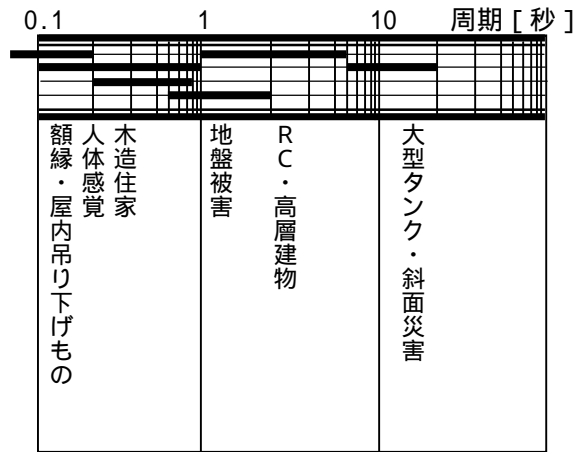 0.1 1 10 周期[秒]
額縁・屋内吊り下げもの
人体感覚
木造住家
地盤被害
RC・高層建物
大型タンク・斜面災害